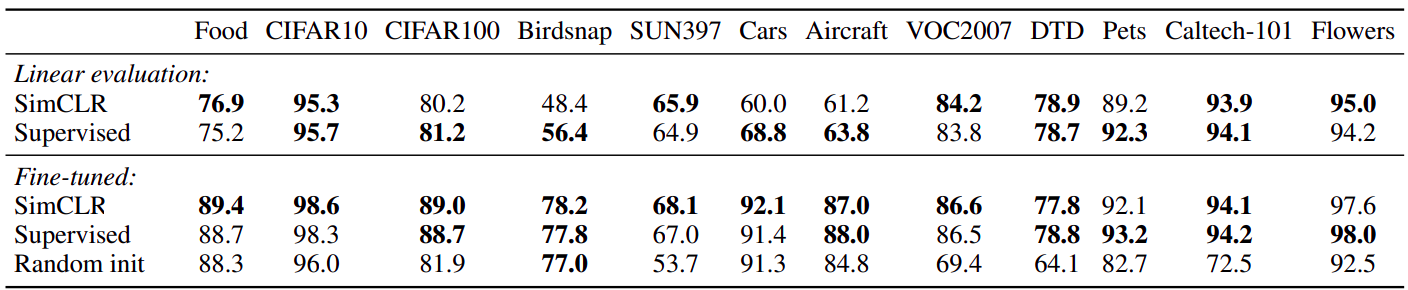 Food CIFAR10 CIFAR100 Birdsnap SUN397 Cars Aircraft VOC2007 DTD Pets Caltech-101 Flowers
Linear evaluation:
SimCLR 76.9 95.3 80.2 48.4 65.9 60.0 61.2 84.2 78.9 89.2 93.9 95.0
Supervised 75.2 95.7 81.2 56.4 64.9 68.8 63.8 83.8 78.7 92.3 94.1 94.2
Fine-tuned:
SimCLR 89.4 98.6 89.0 78.2 68.1 92.1 87.0 86.6 77.8 92.1 94.1 97.6
Supervised 88.7 98.3 88.7 77.8 67.0 91.4 88.0 86.5 78.8 93.2 94.2 98.0
Random init 88.3 96.0 81.9 77.0 53.7 91.3 84.8 69.4 64.1 82.7 72.5 92.5